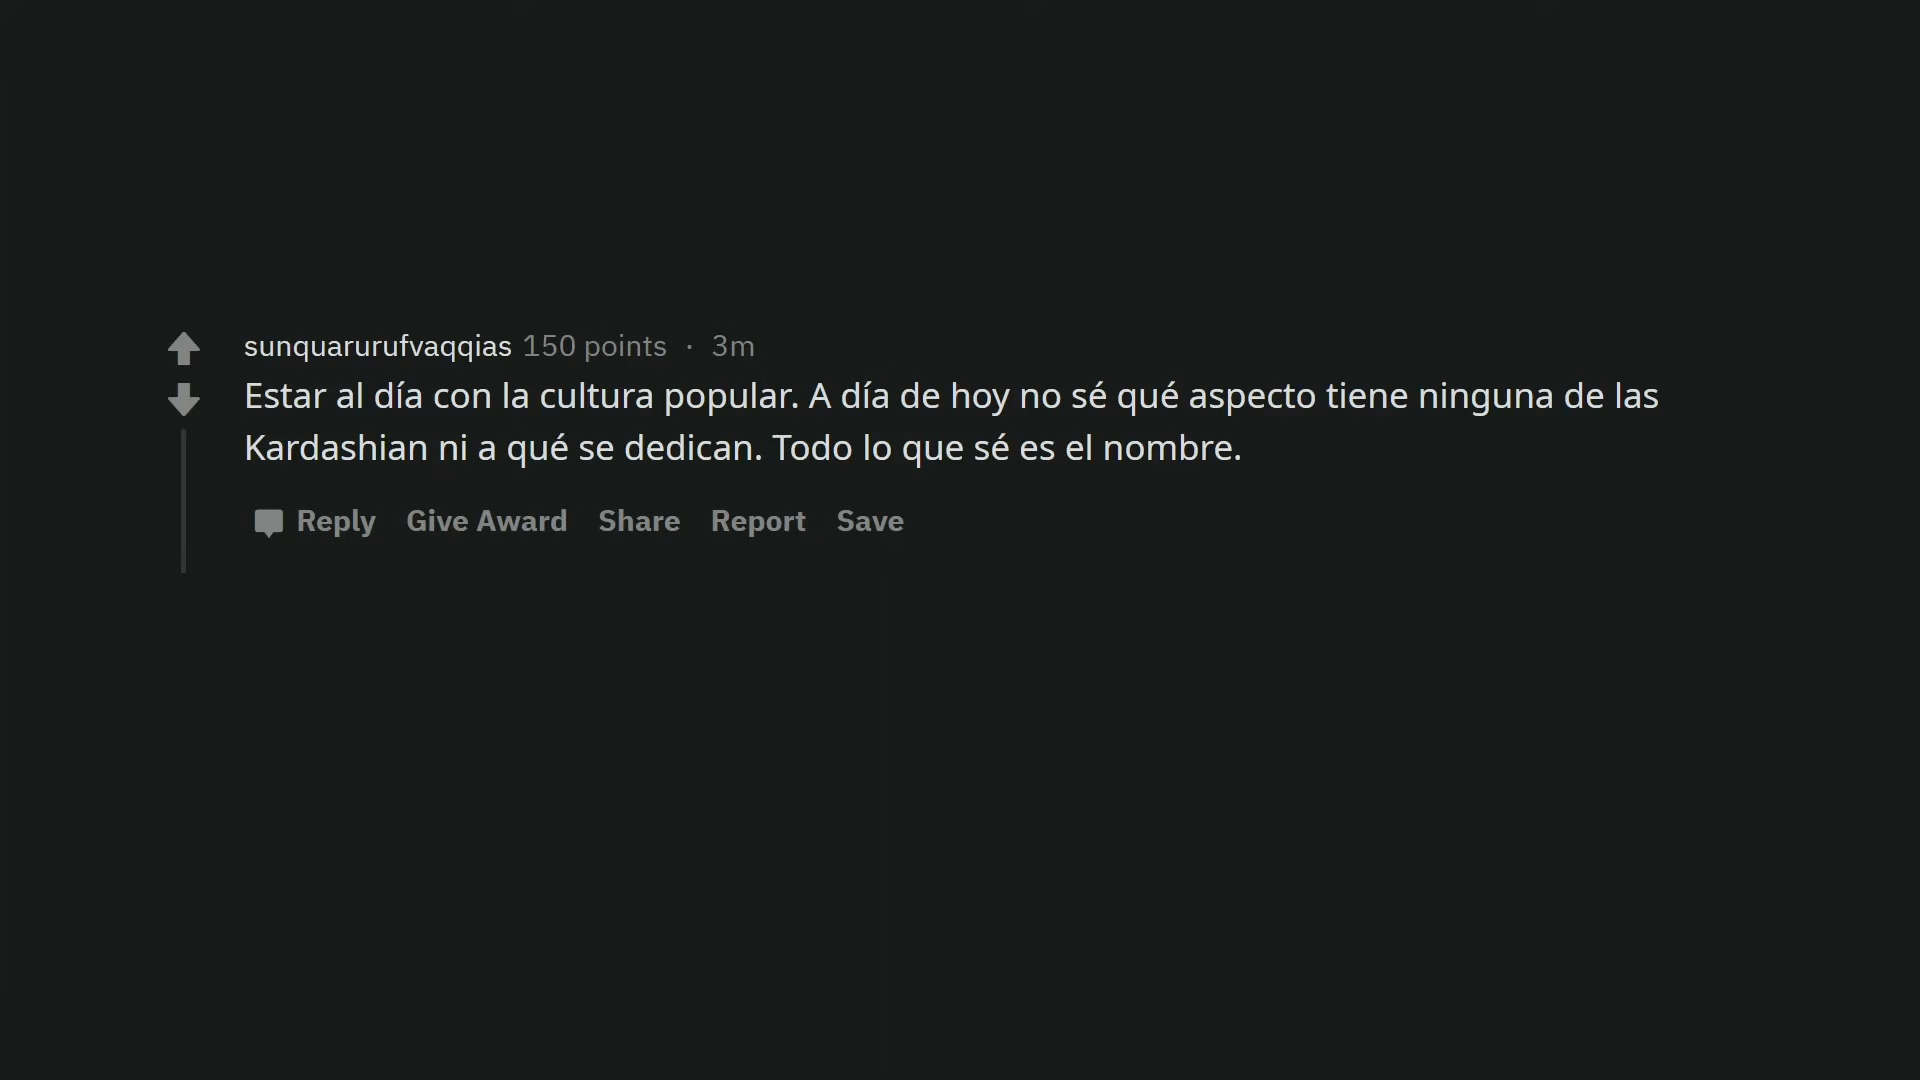 sunquarurufvaqqias 150 points · 3m
Estar al día con la cultura popular. A día de hoy no sé qué aspecto tiene ninguna de las
Kardashian ni a qué se dedican. Todo lo que sé es el nombre.
Reply Give Award Share Report Save